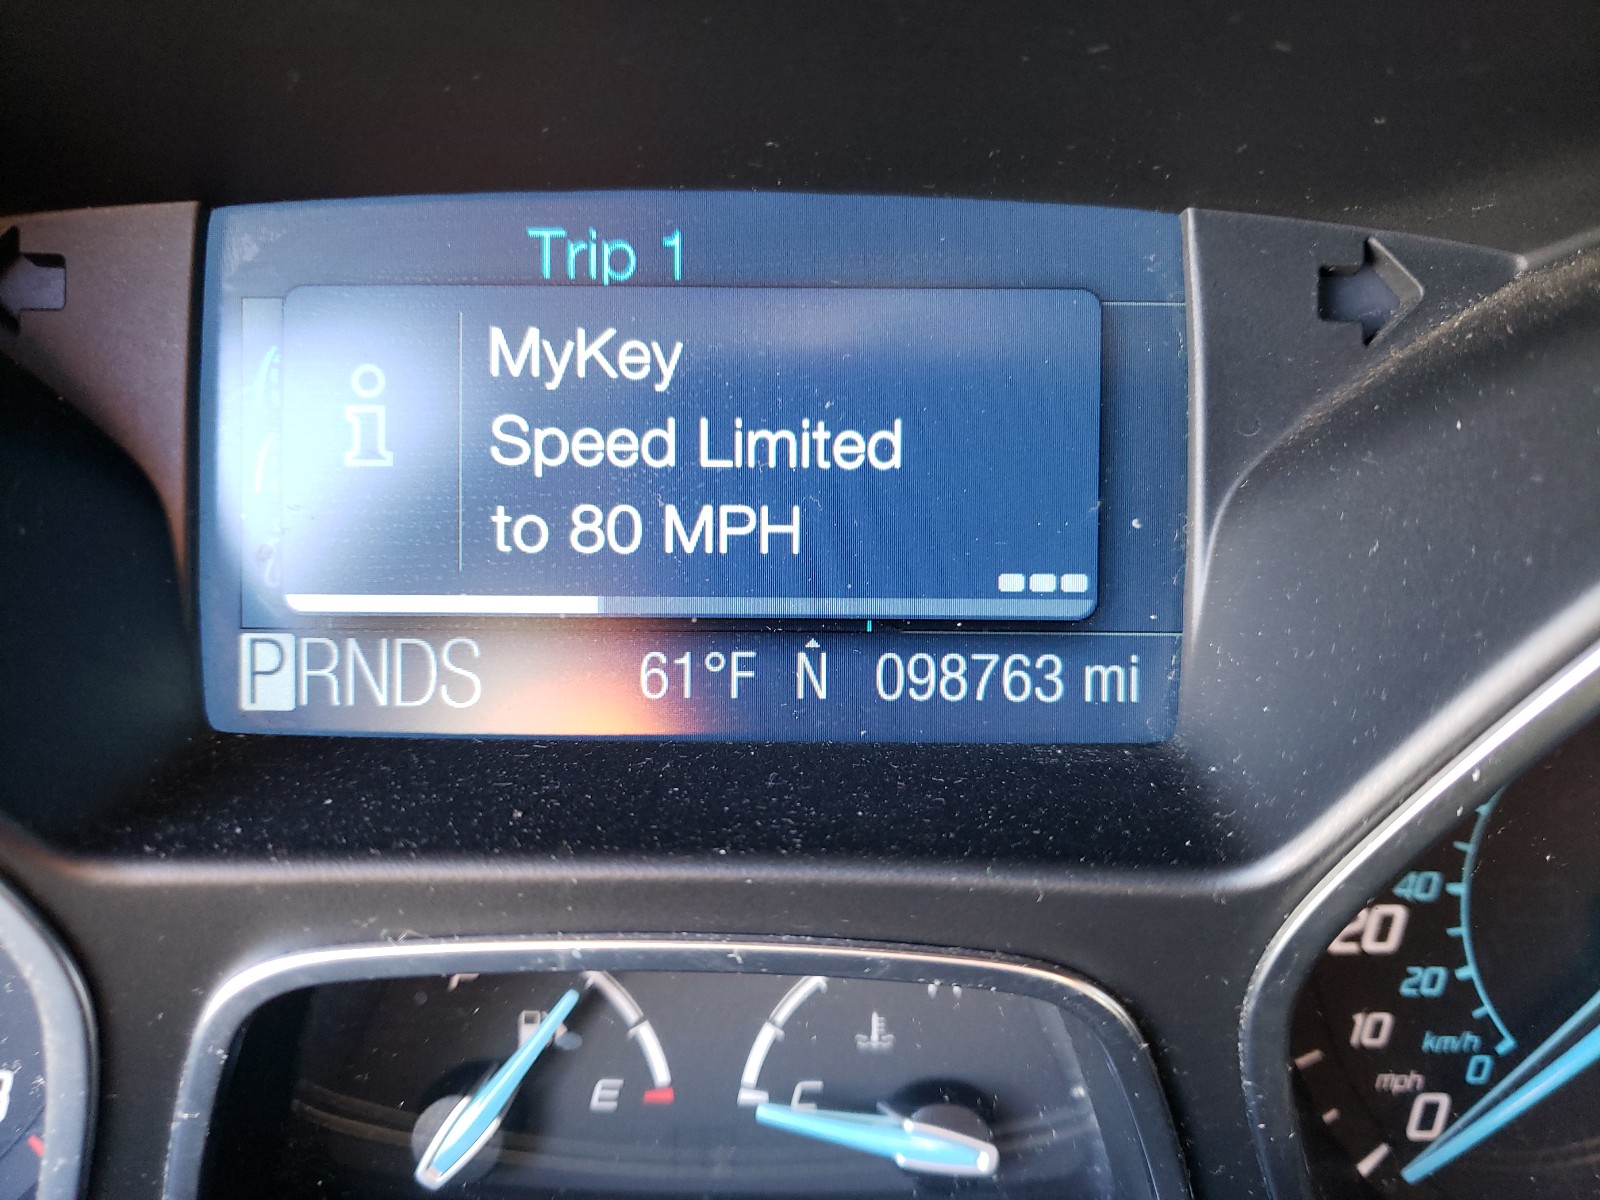 Trip 1
i
MyKey
Speed Limited
to 80 MPH
PRNDS 61°F N 098763 mi
40
20
20
10 km/h
mph 0
0
E C